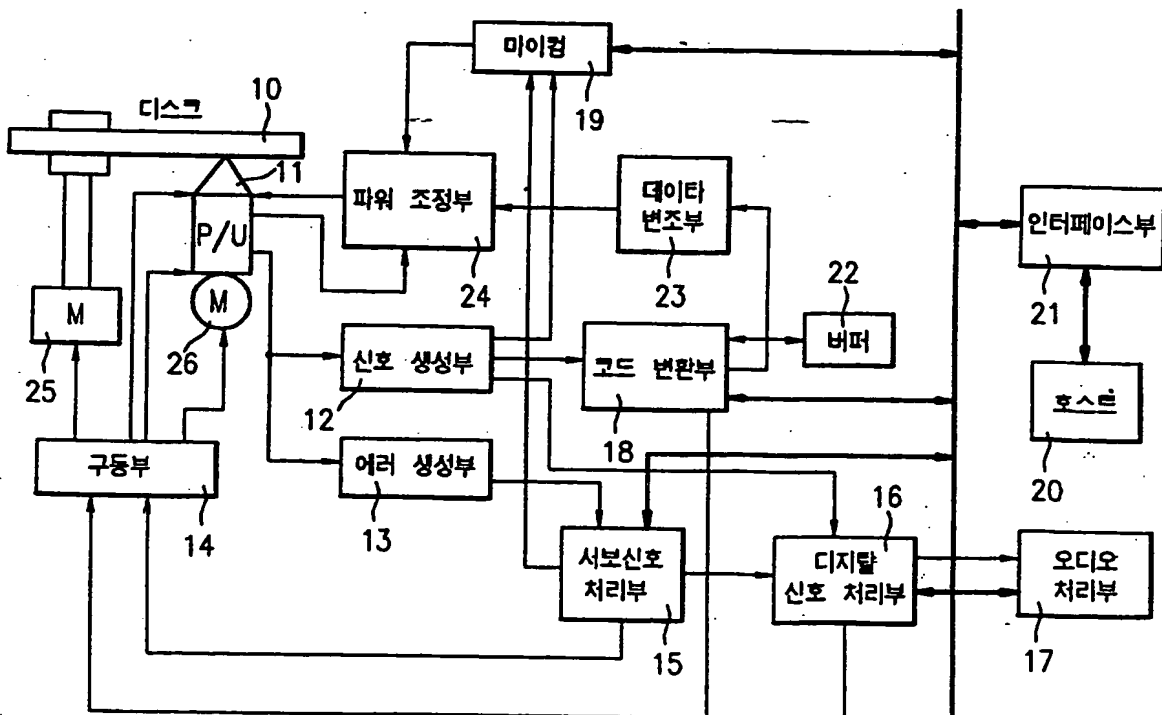 마이컴
19
디스크
10
11
파워 조정부
24
데이타
변조부
23
인터페이스부
21
P/U
M
25
M
26
22
버퍼
신호 생성부
12
코드 변환부
18
호스트
20
구동부
14
에러 생성부
13
16
서보신호
처리부
15
디지탈
신호 처리부
오디오
처리부
17